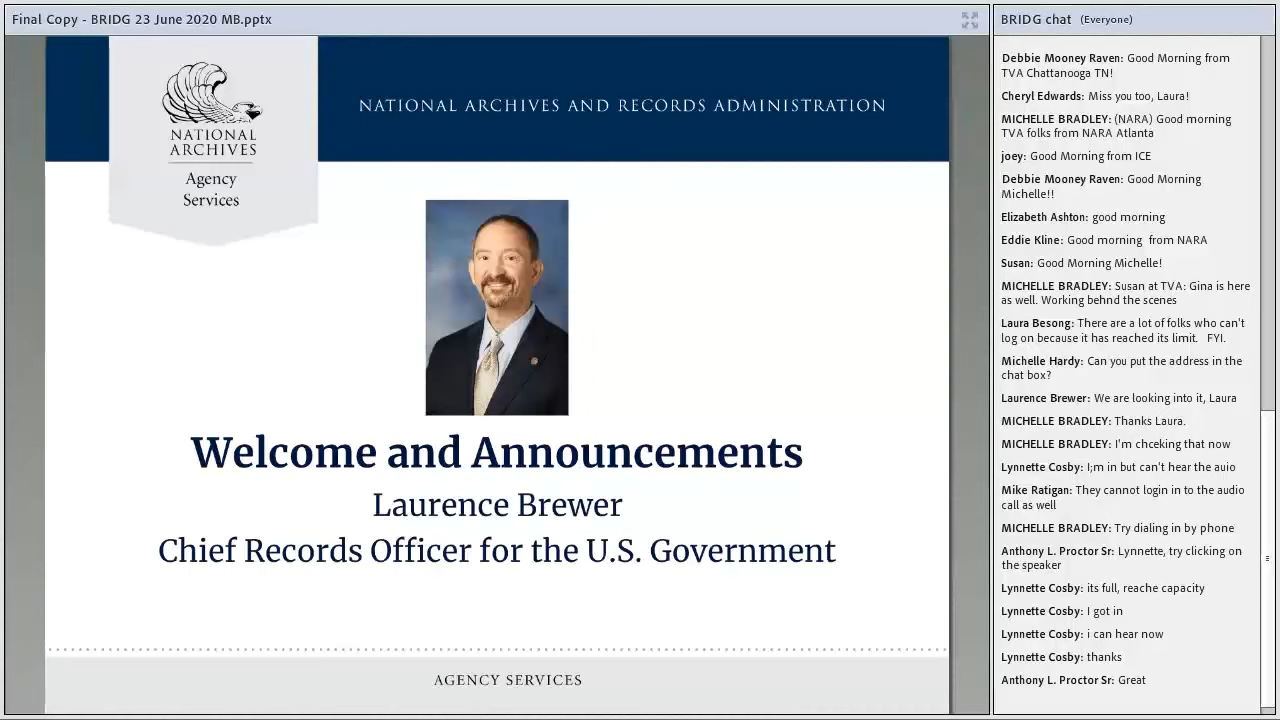 Final Copy - BRIDG 23 June 2020 MB.pptx
NATIONAL ARCHIVES AND RECORDS ADMINISTRATION
NATIONAL
ARCHIVES
Agency
Services
Welcome and Announcements
Laurence Brewer
Chief Records Officer for the U.S. Government
AGENCY SERVICES
BRIDG chat (Everyone)
Debbie Mooney Raven: Good Morning from
TVA Chattanooga TN!
Cheryl Edwards: Miss you too, Laura!
MICHELLE BRADLEY: (NARA) Good morning
TVA folks from NARA Atlanta
joey: Good Morning from ICE
Debbie Mooney Raven: Good Morning
Michelle!!
Elizabeth Ashton: good morning
Eddie Kline: Good morning from NARA
Susan: Good Morning Michelle!
MICHELLE BRADLEY: Susan at TVA: Gina is here
as well. Working behnd the scenes
Laura Besong: There are a lot of folks who can't
log on because it has reached its limit. FYI.
Michelle Hardy: Can you put the address in the
chat box?
Laurence Brewer: We are looking into it, Laura
MICHELLE BRADLEY: Thanks Laura.
MICHELLE BRADLEY: I'm chceking that now
Lynnette Cosby: I;m in but can't hear the auio
Mike Ratigan: They cannot login in to the audio
call as well
MICHELLE BRADLEY: Try dialing in by phone
Anthony L. Proctor Sr: Lynnette, try clicking on
the speaker
Lynnette Cosby: its full, reache capacity
Lynnette Cosby: I got in
Lynnette Cosby: i can hear now
Lynnette Cosby: thanks
Anthony L. Proctor Sr: Great